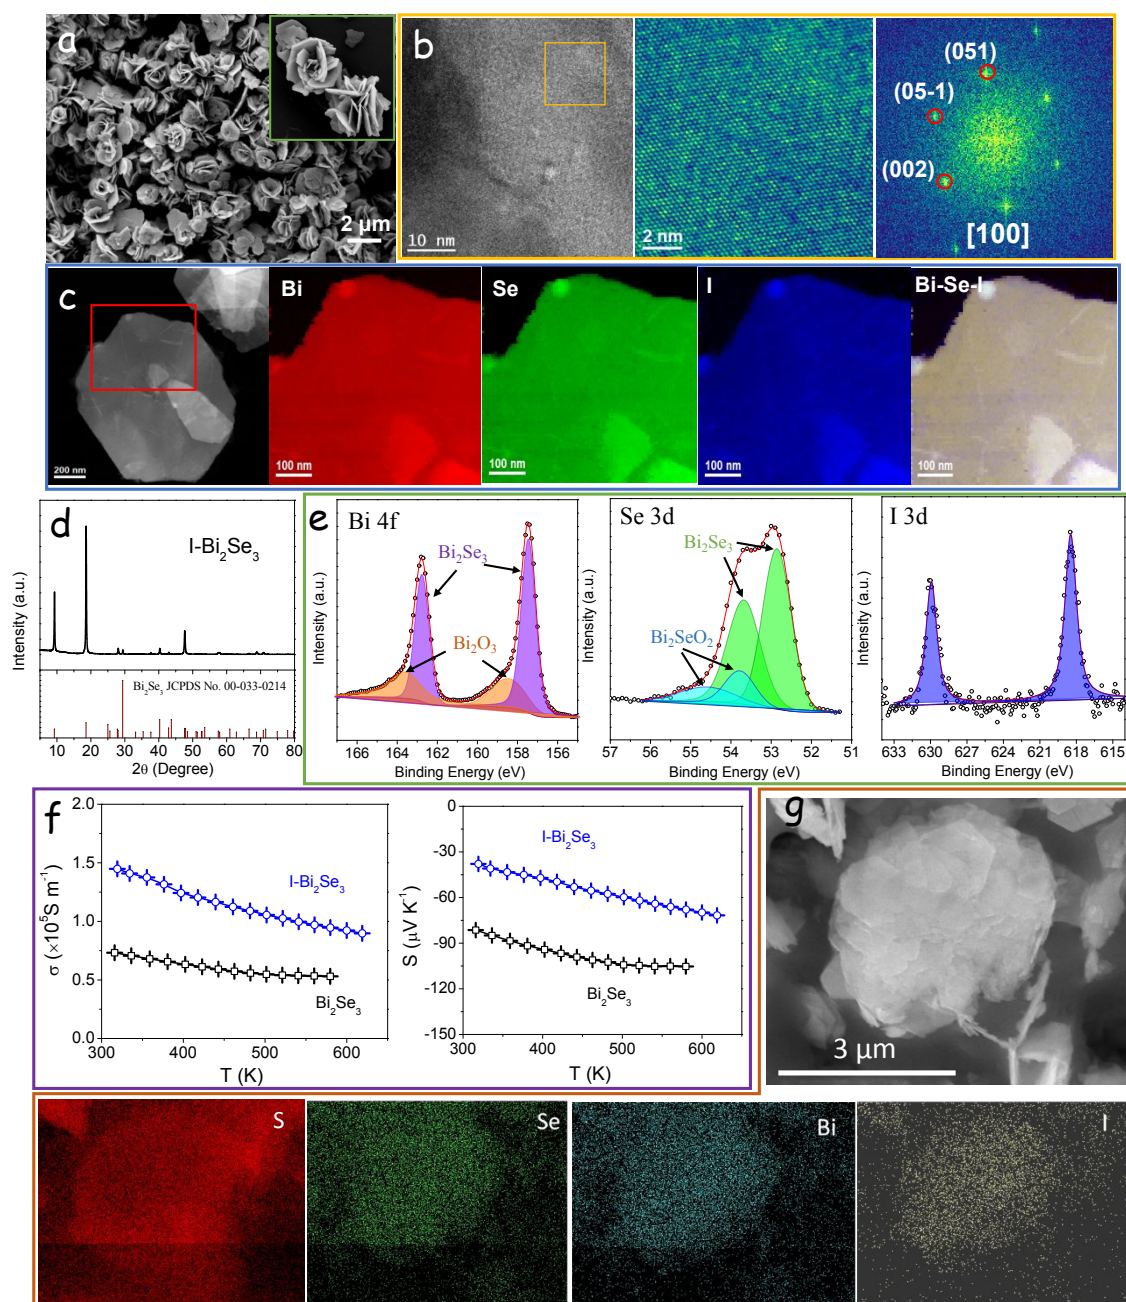 a
2 μm
b
10 nm
2 nm
(051)
(05-1)
(002)
[100]
c
200 nm
Bi
100 nm
Se
100 nm
I
100 nm
Bi-Se-I
100 nm
d
I-Bi₂Se₃
Bi₂Se₃ JCPDS No. 00-033-0214
Intensity (a.u.)
10 20 30 40 50 60 70 80
2θ (Degree)
e
Bi 4f
Bi₂Se₃
Bi₂O₃
Intensity (a.u.)
166 164 162 160 158 156
Binding Energy (eV)
Se 3d
Bi₂Se₃
Bi₂SeO₂
Intensity (a.u.)
57 56 55 54 53 52 51
Binding Energy (eV)
I 3d
Intensity (a.u.)
633 630 627 624 621 618 615
Binding Energy (eV)
f
2.0
1.5
1.0
0.5
0.0
σ (×10⁵S m⁻¹)
I-Bi₂Se₃
Bi₂Se₃
300 400 500 600
T (K)
0
-30
-60
-90
-120
-150
S (μV K⁻¹)
I-Bi₂Se₃
Bi₂Se₃
300 400 500 600
T (K)
g
3 μm
S
Se
Bi
I